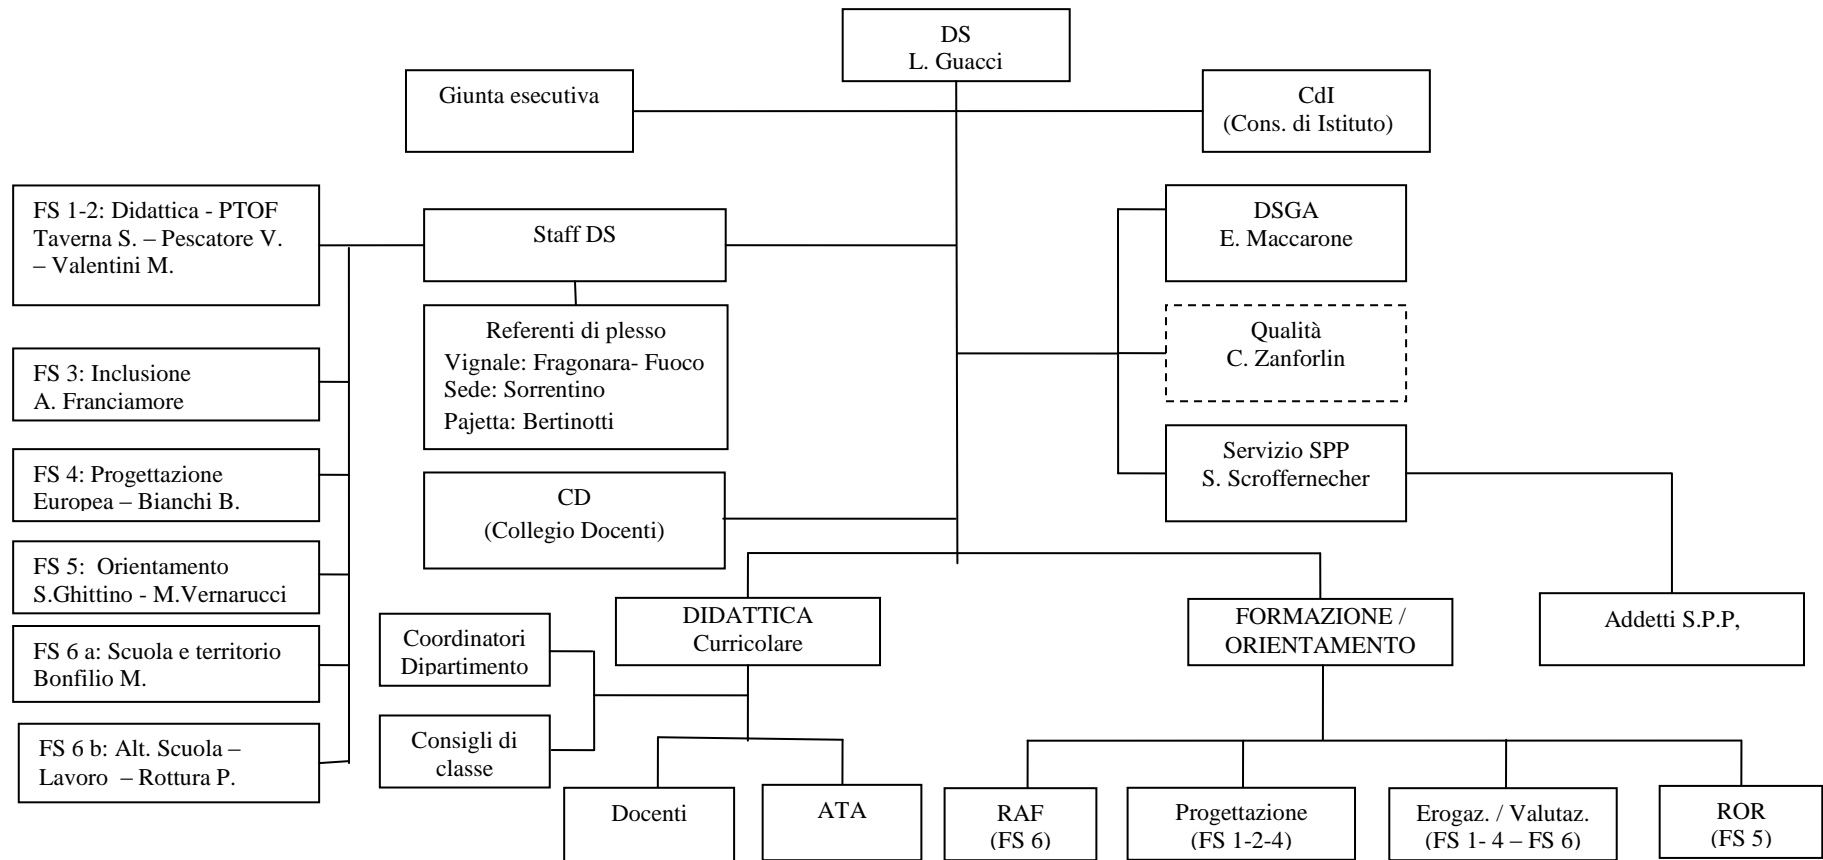 DS
L. Guacci
Giunta esecutiva
CdI
(Cons. di Istituto)
FS 1-2: Didattica - PTOF
Taverna S. – Pescatore V.
– Valentini M.
Staff DS
DSGA
E. Maccarone
Referenti di plesso
Vignale: Fragonara- Fuoco
Sede: Sorrentino
Pajetta: Bertinotti
Qualità
C. Zanforlin
FS 3: Inclusione
A. Franciamore
Servizio SPP
S. Scroffernecher
FS 4: Progettazione
Europea – Bianchi B.
CD
(Collegio Docenti)
FS 5: Orientamento
S.Ghittino - M.Vernarucci
DIDATTICA
Curricolare
FORMAZIONE /
ORIENTAMENTO
Addetti S.P.P,
Coordinatori
Dipartimento
FS 6 a: Scuola e territorio
Bonfilio M.
FS 6 b: Alt. Scuola –
Lavoro – Rottura P.
Consigli di
classe
Docenti
ATA
RAF
(FS 6)
Progettazione
(FS 1-2-4)
Erogaz. / Valutaz.
(FS 1- 4 – FS 6)
ROR
(FS 5)